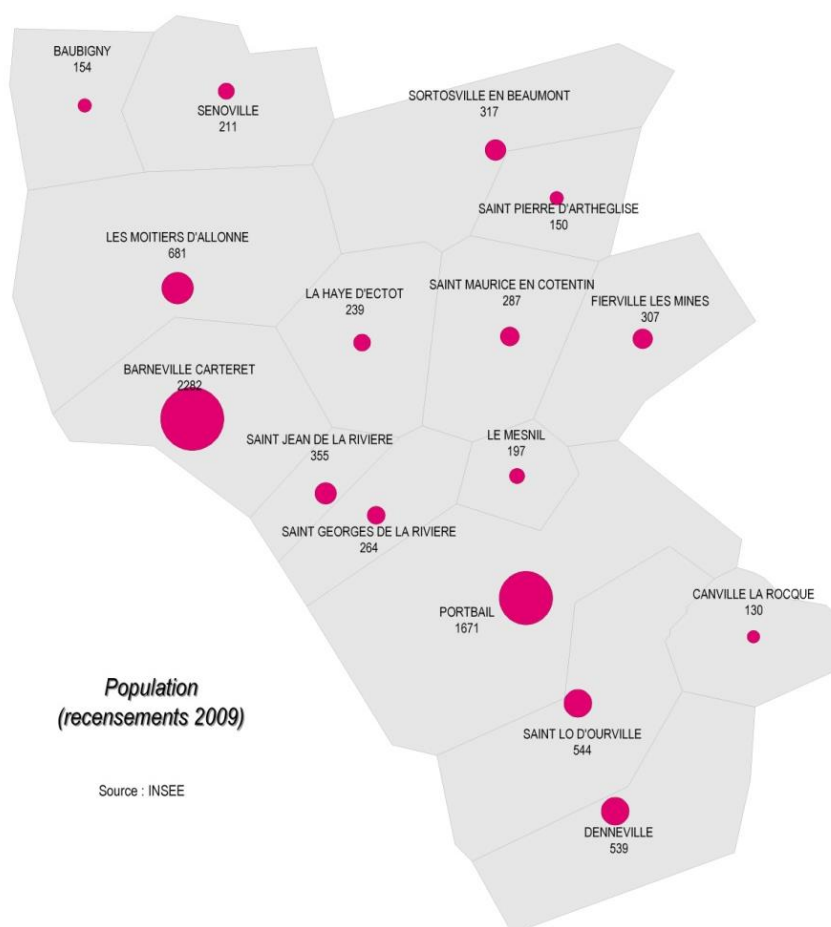 BAUBIGNY
154
SENOVILLE
211
SORTOSVILLE EN BEAUMONT
317
SAINT PIERRE D'ARTHEGLISE
150
LES MOITIERS D'ALLONNE
681
LA HAYE D'ECTOT
239
SAINT MAURICE EN COTENTIN
287
FIERVILLE LES MINES
307
BARNEVILLE CARTERET
2282
SAINT JEAN DE LA RIVIERE
355
LE MESNIL
197
SAINT GEORGES DE LA RIVIERE
264
PORTBAIL
1671
CANVILLE LA ROCQUE
130
SAINT LO D'OURVILLE
544
DENNEVILLE
539
Population
(recensements 2009)
Source : INSEE